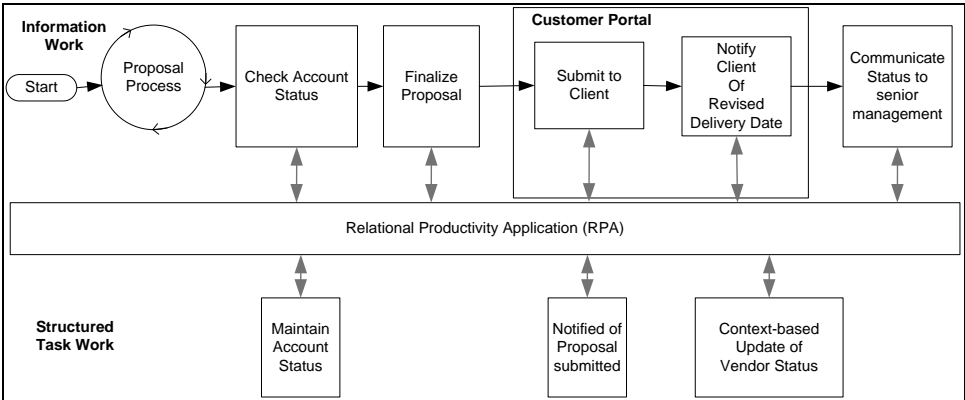 Information
Work
Start
Proposal
Process
Check Account
Status
Finalize
Proposal
Customer Portal
Submit to
Client
Notify
Client
Of
Revised
Delivery Date
Communicate
Status to
senior
management
Relational Productivity Application (RPA)
Structured
Task Work
Maintain
Account
Status
Notified of
Proposal
submitted
Context-based
Update of
Vendor Status